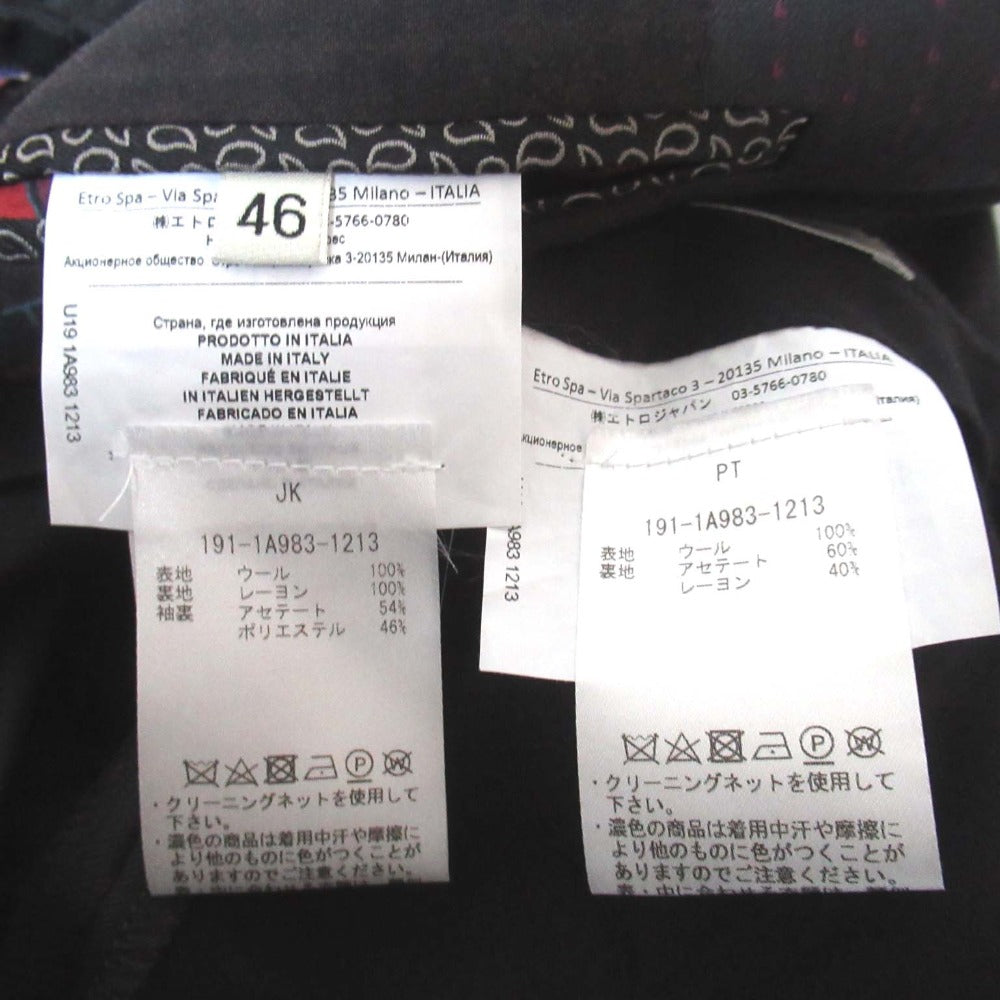 Etro Spa – Via Spa 35 Milano – ITALIA
46
㈱エトロ -5766-0780
Акционерное общество ка 3-20135 Милан-(Италия)
U19 1A983 1213
Страна, где изготовлена продукция
PRODOTTO IN ITALIA
MADE IN ITALY
FABRIQUÉ EN ITALIE
IN ITALIEN HERGESTELLT
FABRICADO EN ITALIA
JK
191-1A983-1213
表地 ウール 100%
裏地 レーヨン 100%
袖裏 アセテート 54%
ポリエステル 46%
・クリーニングネットを使用して
下さい。
・濃色の商品は着用中汗や摩擦に
より他のものに色がつくことが
ありますのでご注意ください
Etro Spa – Via Spartaco 3 – 20135 Milano – ITALIA
㈱エトロジャパン 03-5766-0780
кционерное талия)
A983 1213
PT
191-1A983-1213
表地 ウール 100%
裏地 アセテート 60%
レーヨン 40%
P
W
P
W
・クリーニングネットを使用して
下さい。
・濃色の商品は着用中汗や摩擦に
より他のものに色がつくことが
ありますのでご注意ください